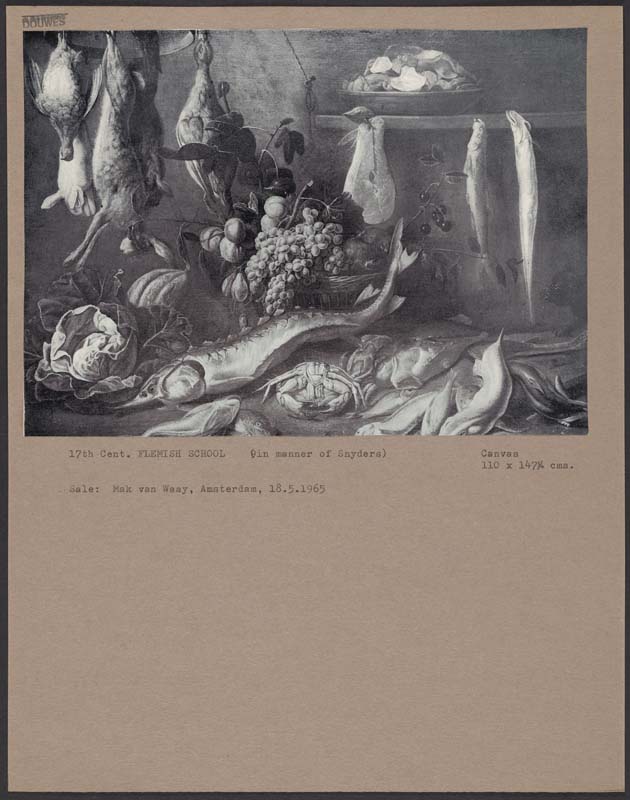 DOUWES
17th Cent. FLEMISH SCHOOL (in manner of Snyders)
Canvas
110 x 147½ cms.
Sale: Mak van Waay, Amsterdam, 18.5.1965